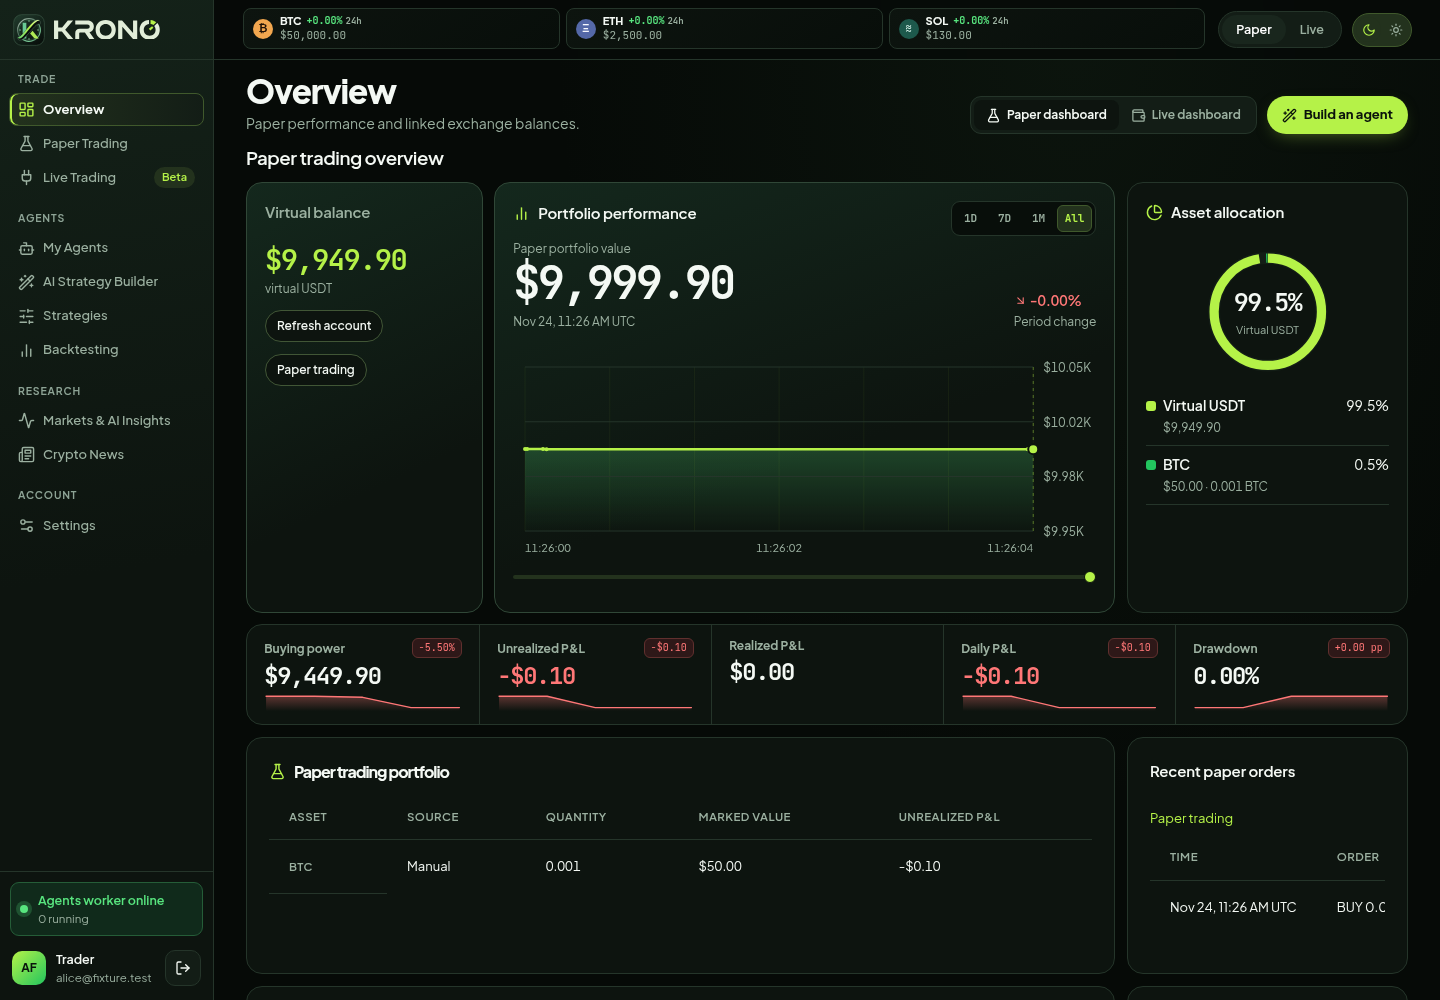 KRONO
BTC +0.00% 24h
$50,000.00
ETH +0.00% 24h
$2,500.00
SOL +0.00% 24h
$130.00
Paper Live
TRADE
Overview
Paper Trading
Live Trading Beta
AGENTS
My Agents
AI Strategy Builder
Strategies
Backtesting
RESEARCH
Markets & AI Insights
Crypto News
ACCOUNT
Settings
Agents worker online
0 running
AF
Trader
alice@fixture.test
Overview
Paper performance and linked exchange balances.
Paper dashboard Live dashboard Build an agent
Paper trading overview
Virtual balance
$9,949.90
virtual USDT
Refresh account
Paper trading
Portfolio performance
1D 7D 1M All
Paper portfolio value
$9,999.90
Nov 24, 11:26 AM UTC
-0.00%
Period change
$10.05K
$10.02K
$9.98K
$9.95K
11:26:00 11:26:02 11:26:04
Asset allocation
99.5%
Virtual USDT
Virtual USDT 99.5%
$9,949.90
BTC 0.5%
$50.00 · 0.001 BTC
Buying power -5.50%
$9,449.90
Unrealized P&L -$0.10
-$0.10
Realized P&L
$0.00
Daily P&L -$0.10
-$0.10
Drawdown +0.00 pp
0.00%
Paper trading portfolio
ASSET SOURCE QUANTITY MARKED VALUE UNREALIZED P&L
BTC Manual 0.001 $50.00 -$0.10
Recent paper orders
Paper trading
TIME ORDER
Nov 24, 11:26 AM UTC BUY 0.0